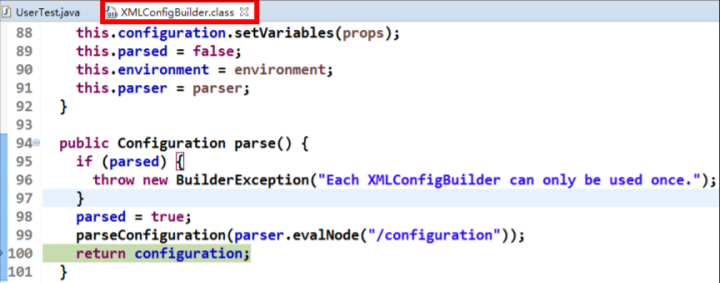 UserTest.java XMLConfigBuilder.class
88 this.configuration.setVariables(props);
89 this.parsed = false;
90 this.environment = environment;
91 this.parser = parser;
92 }
93
94 public Configuration parse() {
95 if (parsed) {
96 throw new BuilderException("Each XMLConfigBuilder can only be used once.");
97 }
98 parsed = true;
99 parseConfiguration(parser.evalNode("/configuration"));
100 return configuration;
101 }